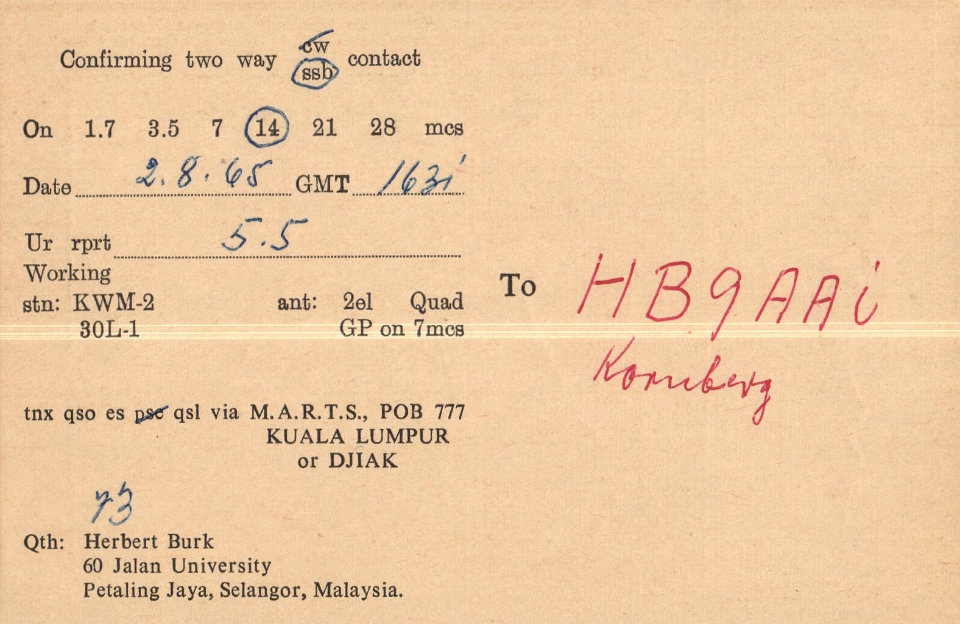 Confirming two way cw contact
ssb
On 1.7 3.5 7 14 21 28 mcs
Date 2.8.'65 GMT 1631
Ur rprt 5.5
Working
stn: KWM-2 ant: 2el Quad
30L-1 GP on 7mcs
To HB9AAi
Kornberg
tnx qso es pse qsl via M.A.R.T.S., POB 777
KUALA LUMPUR
or DJ1AK
73
Qth: Herbert Burk
60 Jalan University
Petaling Jaya, Selangor, Malaysia.